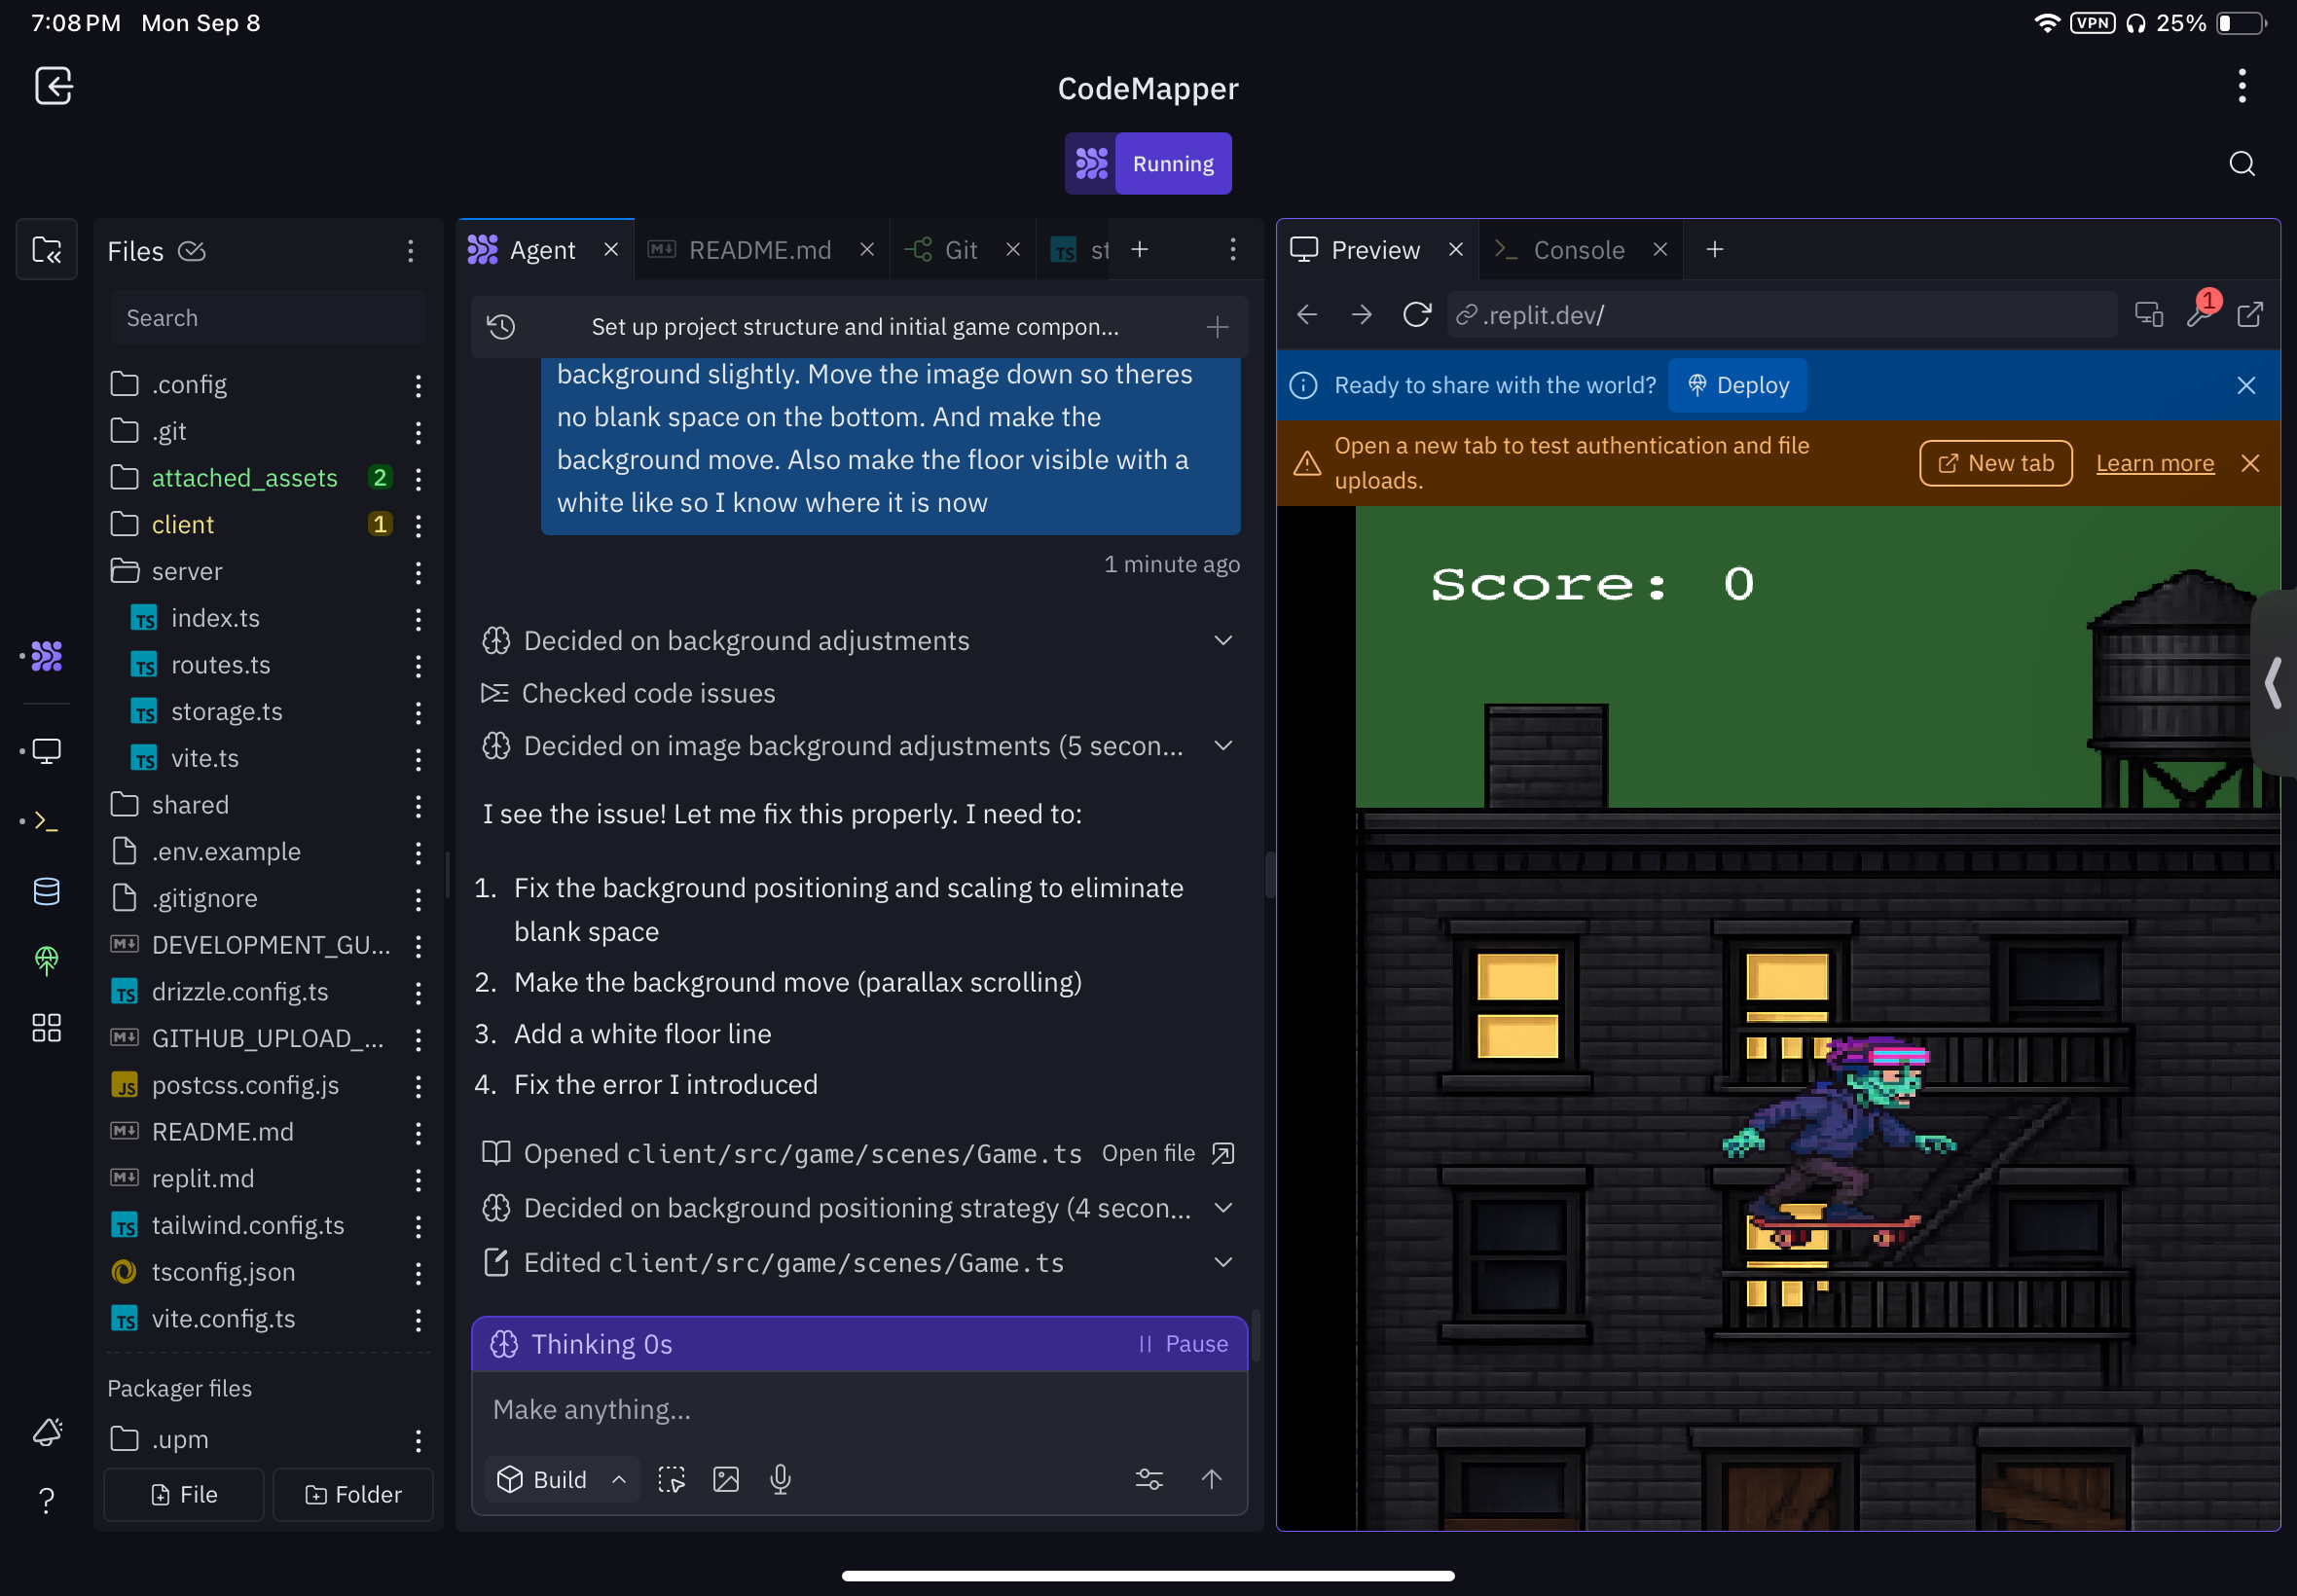 7:08 PM Mon Sep 8
VPN 25%
CodeMapper
Running
Files
Search
.config
.git
attached_assets 2
client 1
server
TS index.ts
TS routes.ts
TS storage.ts
TS vite.ts
shared
.env.example
.gitignore
M DEVELOPMENT_GU...
TS drizzle.config.ts
M GITHUB_UPLOAD_...
JS postcss.config.js
M README.md
M replit.md
TS tailwind.config.ts
tsconfig.json
TS vite.config.ts
Packager files
.upm
File Folder
Agent M README.md Git TS st
Set up project structure and initial game compon...
background slightly. Move the image down so theres
no blank space on the bottom. And make the
background move. Also make the floor visible with a
white like so I know where it is now
1 minute ago
Decided on background adjustments
Checked code issues
Decided on image background adjustments (5 secon...
I see the issue! Let me fix this properly. I need to:
1. Fix the background positioning and scaling to eliminate
blank space
2. Make the background move (parallax scrolling)
3. Add a white floor line
4. Fix the error I introduced
Opened client/src/game/scenes/Game.ts Open file
Decided on background positioning strategy (4 secon...
Edited client/src/game/scenes/Game.ts
Thinking 0s Pause
Make anything...
Build
Preview Console
.replit.dev/ 1
Ready to share with the world? Deploy
Open a new tab to test authentication and file
uploads.
New tab Learn more
Score: 0